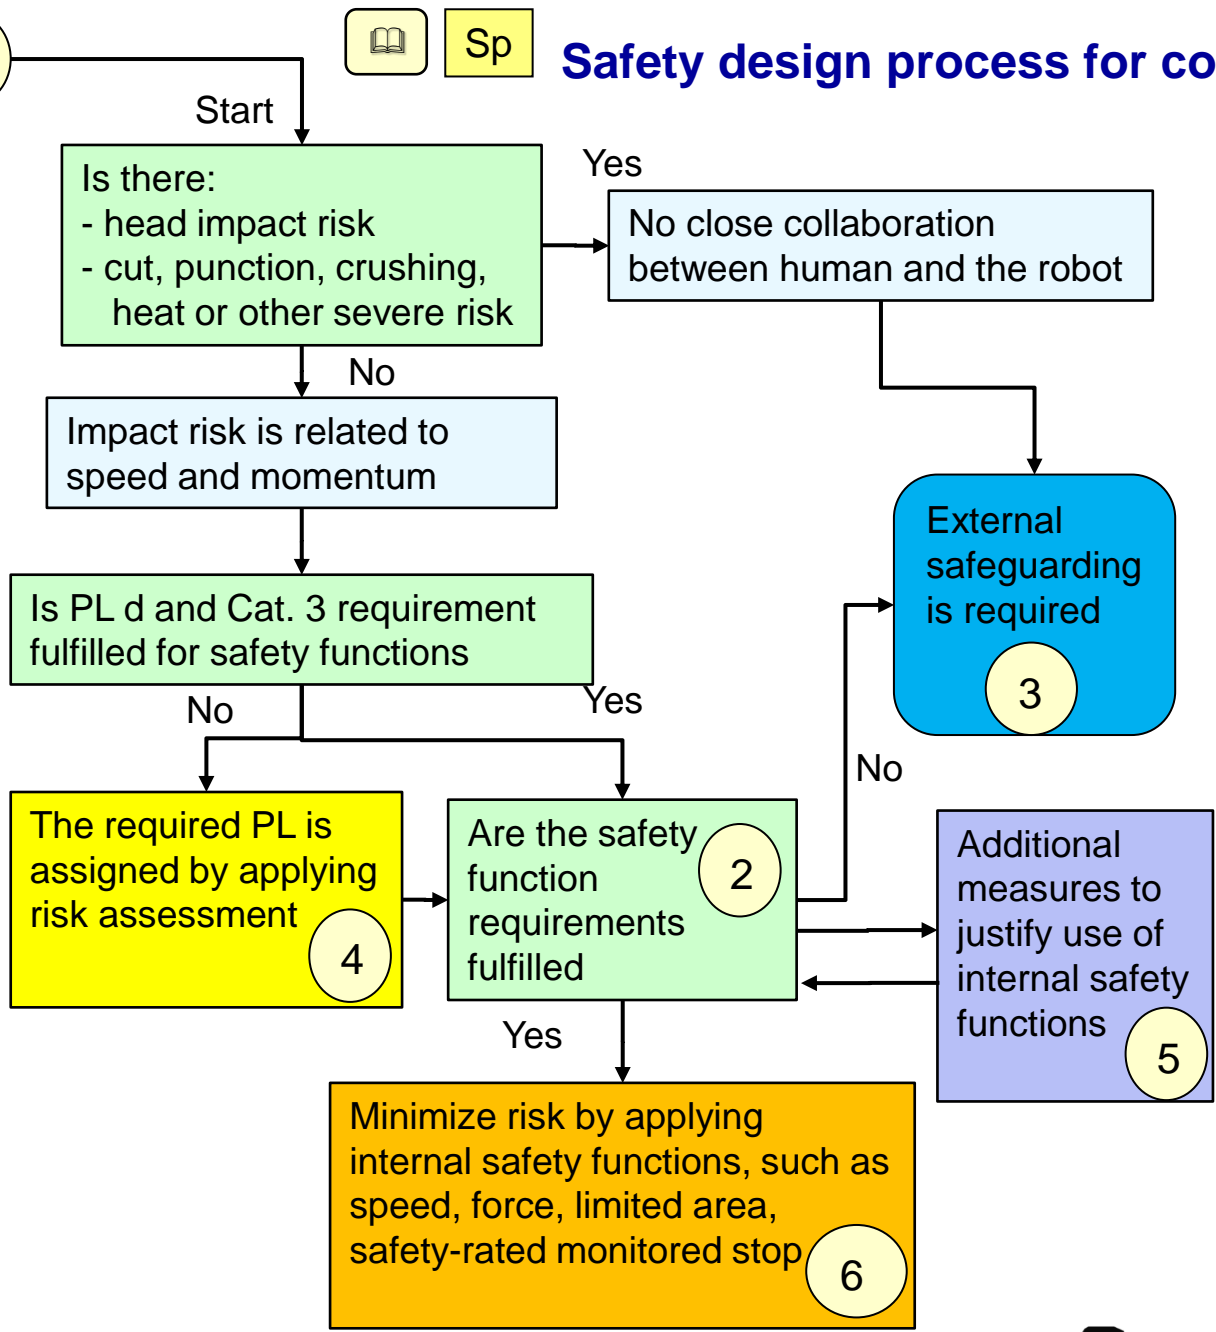 Sp
Safety design process for co
Start
Is there:
- head impact risk
- cut, punction, crushing,
heat or other severe risk
Yes
No close collaboration
between human and the robot
No
Impact risk is related to
speed and momentum
External
safeguarding
is required
3
Is PL d and Cat. 3 requirement
fulfilled for safety functions
No
Yes
The required PL is
assigned by applying
risk assessment
4
Are the safety
function
requirements
fulfilled
2
No
Additional
measures to
justify use of
internal safety
functions
5
Yes
Minimize risk by applying
internal safety functions, such as
speed, force, limited area,
safety-rated monitored stop
6